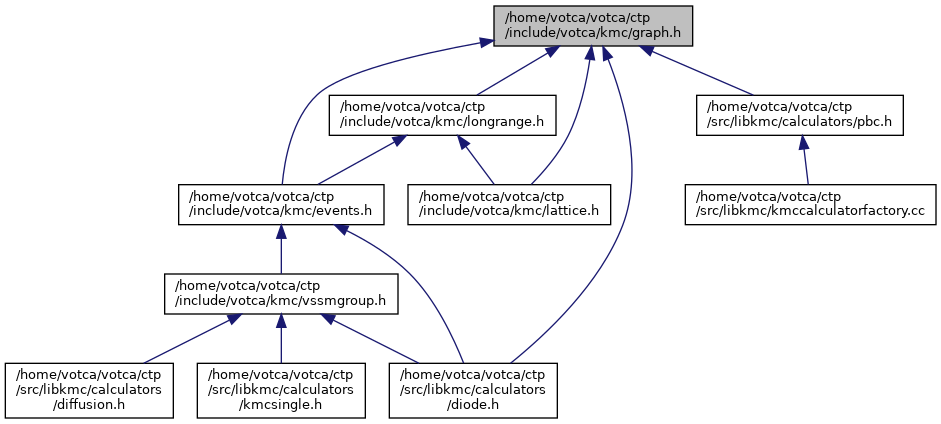 /home/votca/votca/ctp
/include/votca/kmc/graph.h
/home/votca/votca/ctp
/include/votca/kmc/longrange.h
/home/votca/votca/ctp
/src/libkmc/calculators/pbc.h
/home/votca/votca/ctp
/include/votca/kmc/events.h
/home/votca/votca/ctp
/include/votca/kmc/lattice.h
/home/votca/votca/ctp
/src/libkmc/kmccalculatorfactory.cc
/home/votca/votca/ctp
/include/votca/kmc/vssmgroup.h
/home/votca/votca/ctp
/src/libkmc/calculators
/diffusion.h
/home/votca/votca/ctp
/src/libkmc/calculators
/kmcsingle.h
/home/votca/votca/ctp
/src/libkmc/calculators
/diode.h